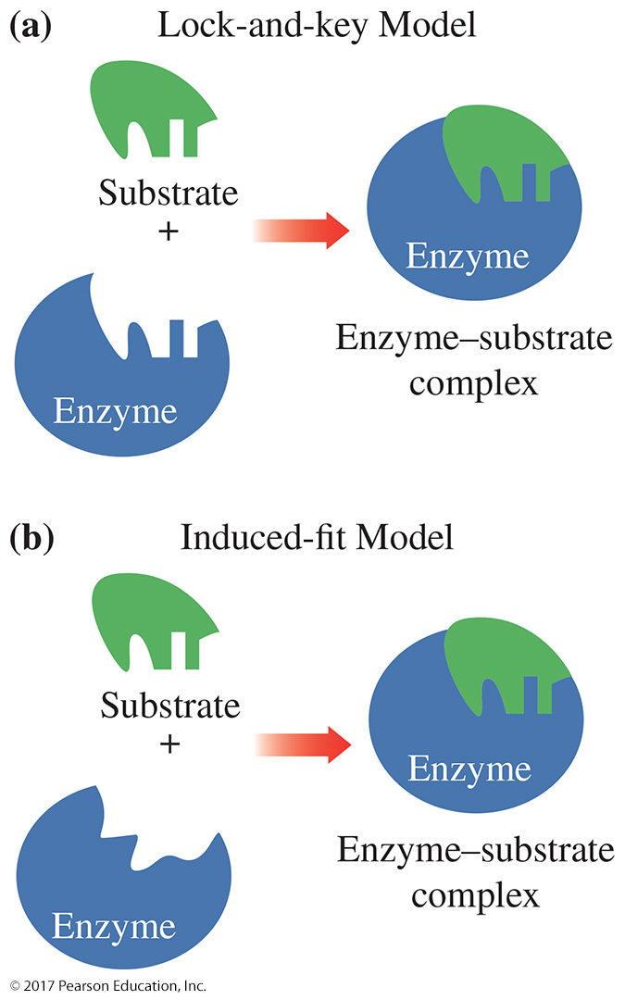 (a) Lock-and-key Model
Substrate
+
Enzyme
Enzyme
Enzyme–substrate
complex
(b) Induced-fit Model
Substrate
+
Enzyme
Enzyme
Enzyme–substrate
complex
© 2017 Pearson Education, Inc.